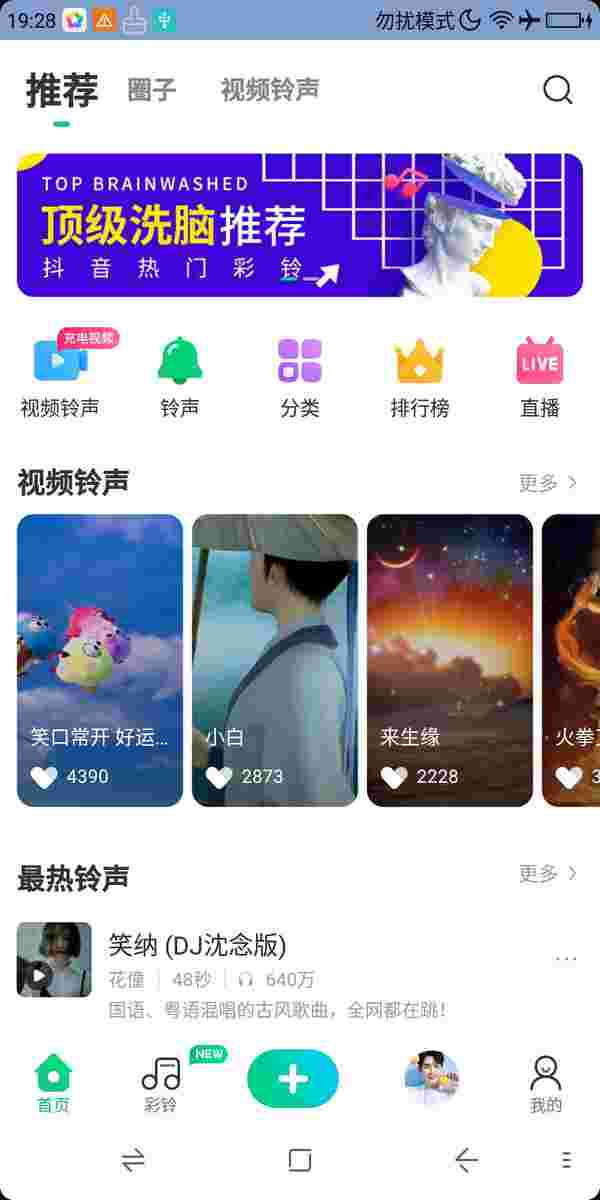 19:28
勿扰模式
推荐
圈子
视频铃声
TOP BRAINWASHED
顶级洗脑推荐
抖音热门彩铃
充电视频
LIVE
视频铃声
铃声
分类
排行榜
直播
视频铃声
更多
笑口常开 好运...
小白
来生缘
火拳
4390
2873
2228
3
最热铃声
更多
笑纳 (DJ沈念版)
花僮 48秒 640万
国语、粤语混唱的古风歌曲，全网都在跳！
NEW
首页
彩铃
我的